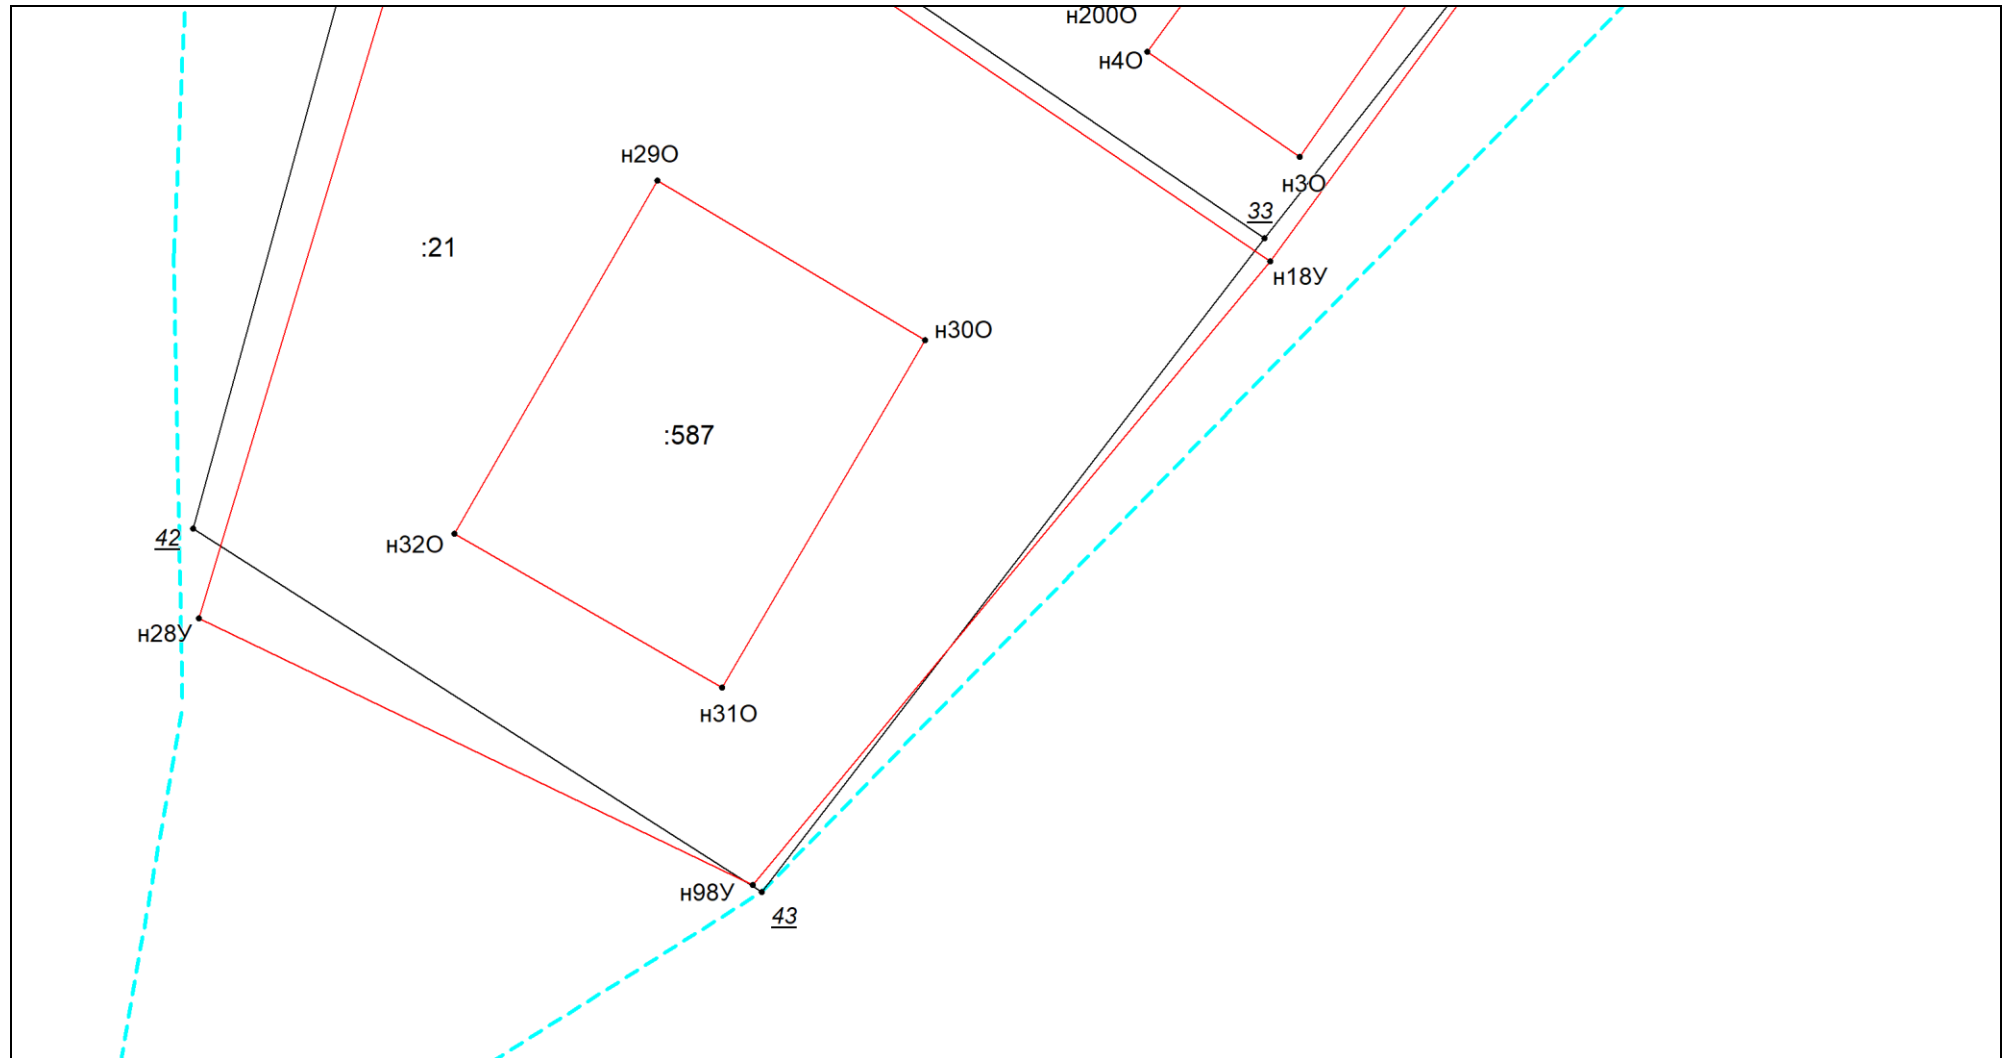 н200О
н4О
н29О
н3О
33
:21
н18У
н30О
:587
42
н32О
н28У
н31О
н98У
43